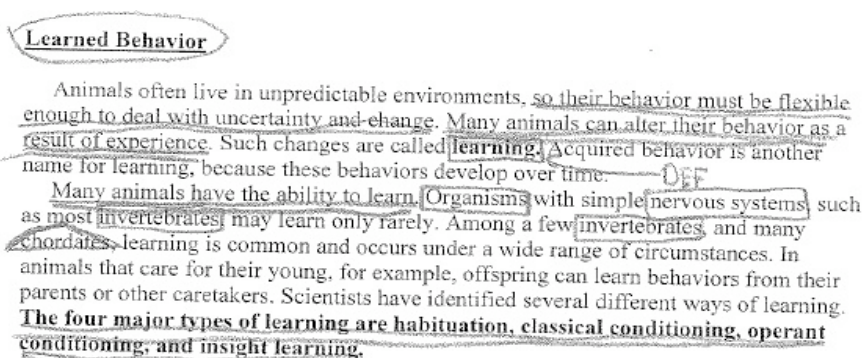 Learned Behavior
Animals often live in unpredictable environments, so their behavior must be flexible
enough to deal with uncertainty and change. Many animals can alter their behavior as a
result of experience. Such changes are called learning. Acquired behavior is another
name for learning, because these behaviors develop over time.
DEF
Many animals have the ability to learn. Organisms with simple nervous systems, such
as most invertebrates, may learn only rarely. Among a few invertebrates, and many
chordates, learning is common and occurs under a wide range of circumstances. In
animals that care for their young, for example, offspring can learn behaviors from their
parents or other caretakers. Scientists have identified several different ways of learning.
The four major types of learning are habituation, classical conditioning, operant
conditioning, and insight learning.